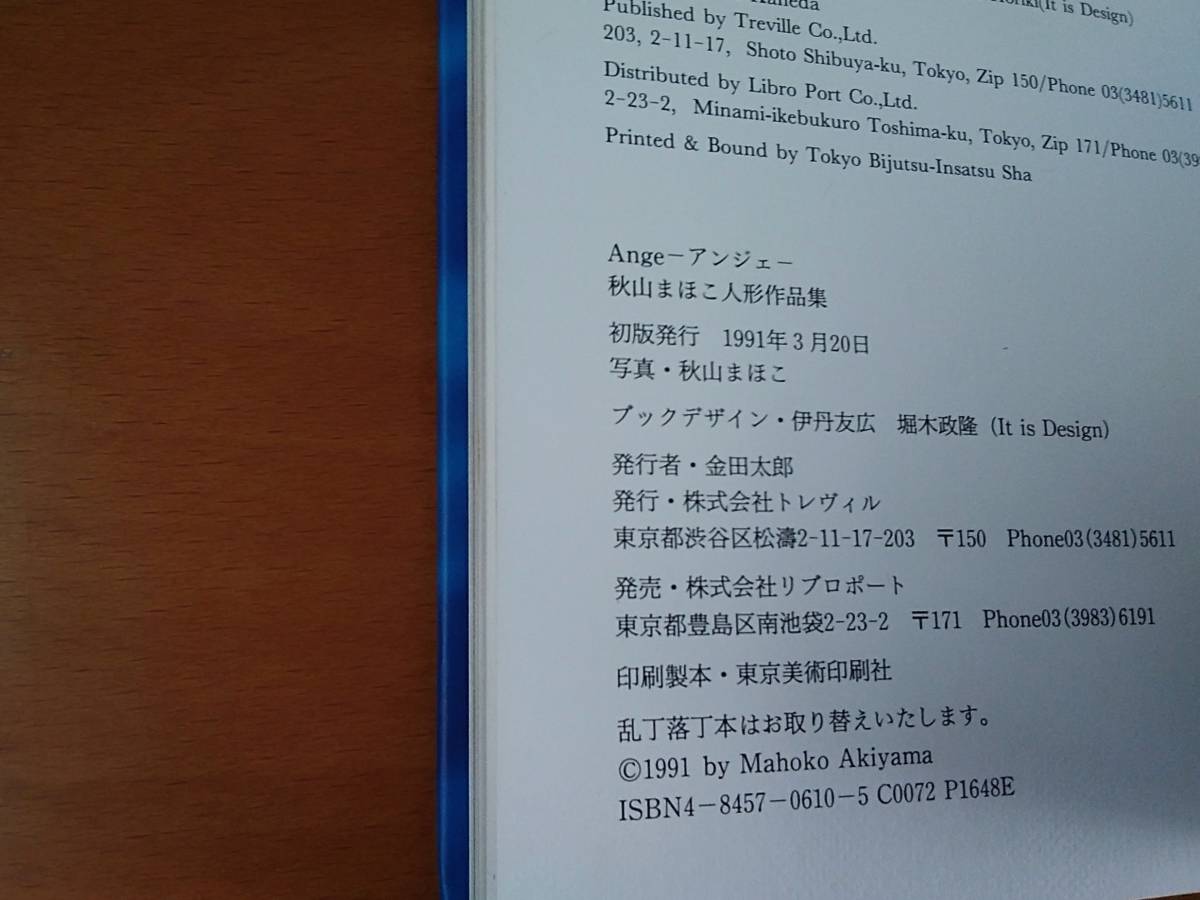 (It is Design)
Published by Treville Co.,Ltd.
203, 2-11-17, Shoto Shibuya-ku, Tokyo, Zip 150/Phone 03(3481)5611
Distributed by Libro Port Co.,Ltd.
2-23-2, Minami-ikebukuro Toshima-ku, Tokyo, Zip 171/Phone 03(39
Printed & Bound by Tokyo Bijutsu-Insatsu Sha
Ange－アンジェ－
秋山まほこ人形作品集
初版発行　1991年3月20日
写真・秋山まほこ
ブックデザイン・伊丹友広　堀木政隆 (It is Design)
発行者・金田太郎
発行・株式会社トレヴィル
東京都渋谷区松濤2-11-17-203　〒150　Phone03(3481)5611
発売・株式会社リブロポート
東京都豊島区南池袋2-23-2　〒171　Phone03(3983)6191
印刷製本・東京美術印刷社
乱丁落丁本はお取り替えいたします。
©1991 by Mahoko Akiyama
ISBN4－8457－0610－5 C0072 P1648E